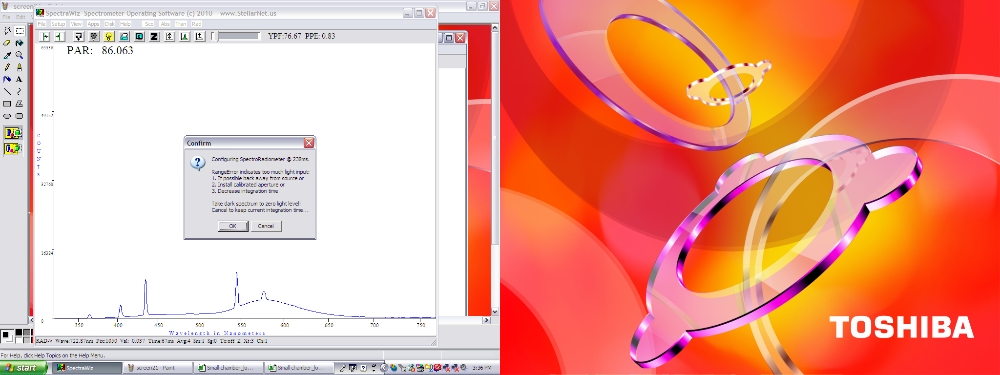 screen21 - Paint
File Edit
SpectraWiz Spectrometer Operating Software (c) 2010 www.StellarNet.us
File Setup View Apps Disk Help Sco Abs Tran Rad
YPF:76.67 PPE: 0.83
PAR: 86.063
65536
49152
32768
16384
0
COUNTS
Confirm
Configuring SpectroRadiometer @ 238ms.
RangeError indicates too much light input:
1. If possible back away from source or
2. Install calibrated aperture or
3. Decrease integration time
Take dark spectrum to zero light level!
Cancel to keep current integration time...
OK Cancel
350 400 450 500 550 600 650 700 750
Wavelength in Nanometers
RAD-> Wave:722.87nm Pix:1050 Val: 0.037 Time:67ms Avg:4 Sm:1 Sg:0 Tc:off Z Xt:3 Ch:1
For Help, click Help Topics on the Help Menu.
start SpectraWiz screen21 - Paint Small chamber_lo... Small chamber_lo... 3:36 PM
TOSHIBA